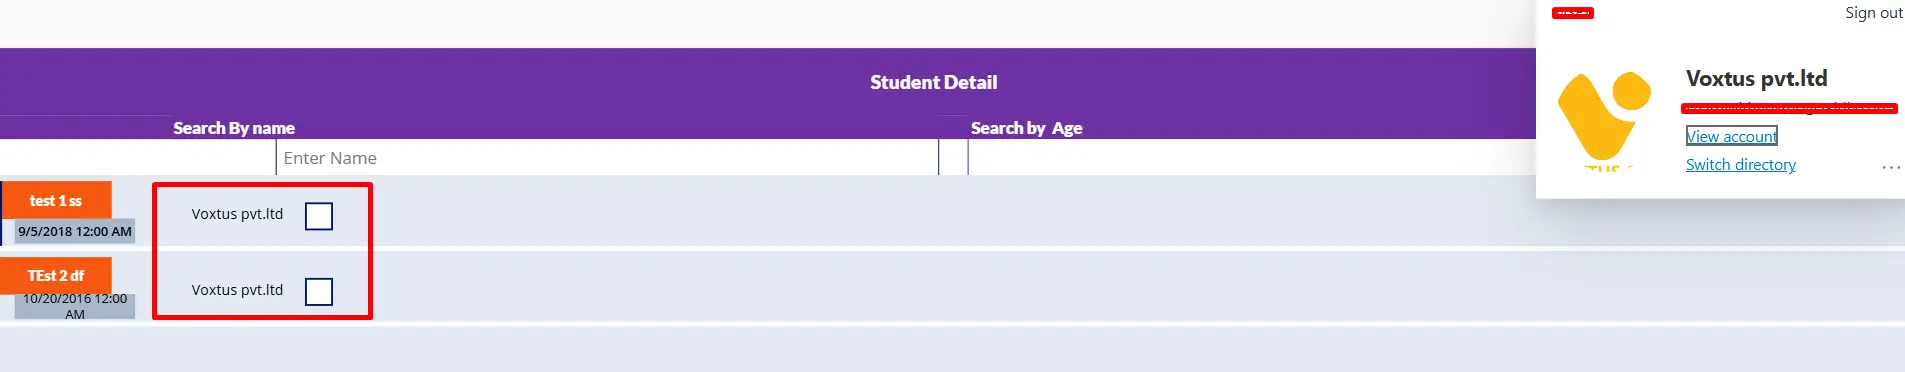 Sign out
Student Detail
Voxtus pvt.ltd
Search By name
Search by Age
View account
Enter Name
Switch directory
...
test 1 ss
Voxtus pvt.ltd
9/5/2018 12:00 AM
TEst 2 df
Voxtus pvt.ltd
10/20/2016 12:00
AM